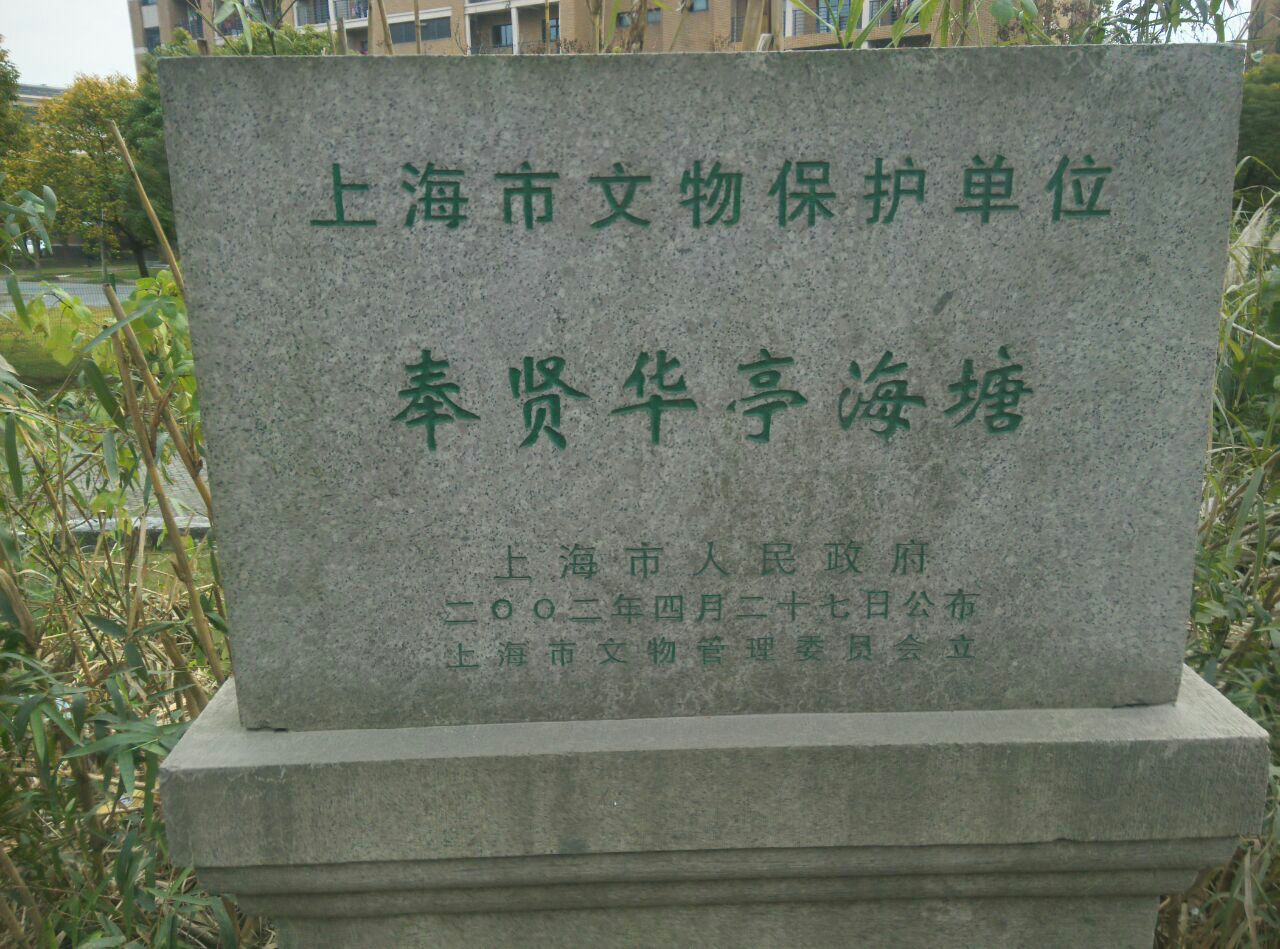 上海市文物保护单位
奉贤华亭海塘
上海市人民政府
二〇〇二年四月二十七日公布
上海市文物管理委员会立